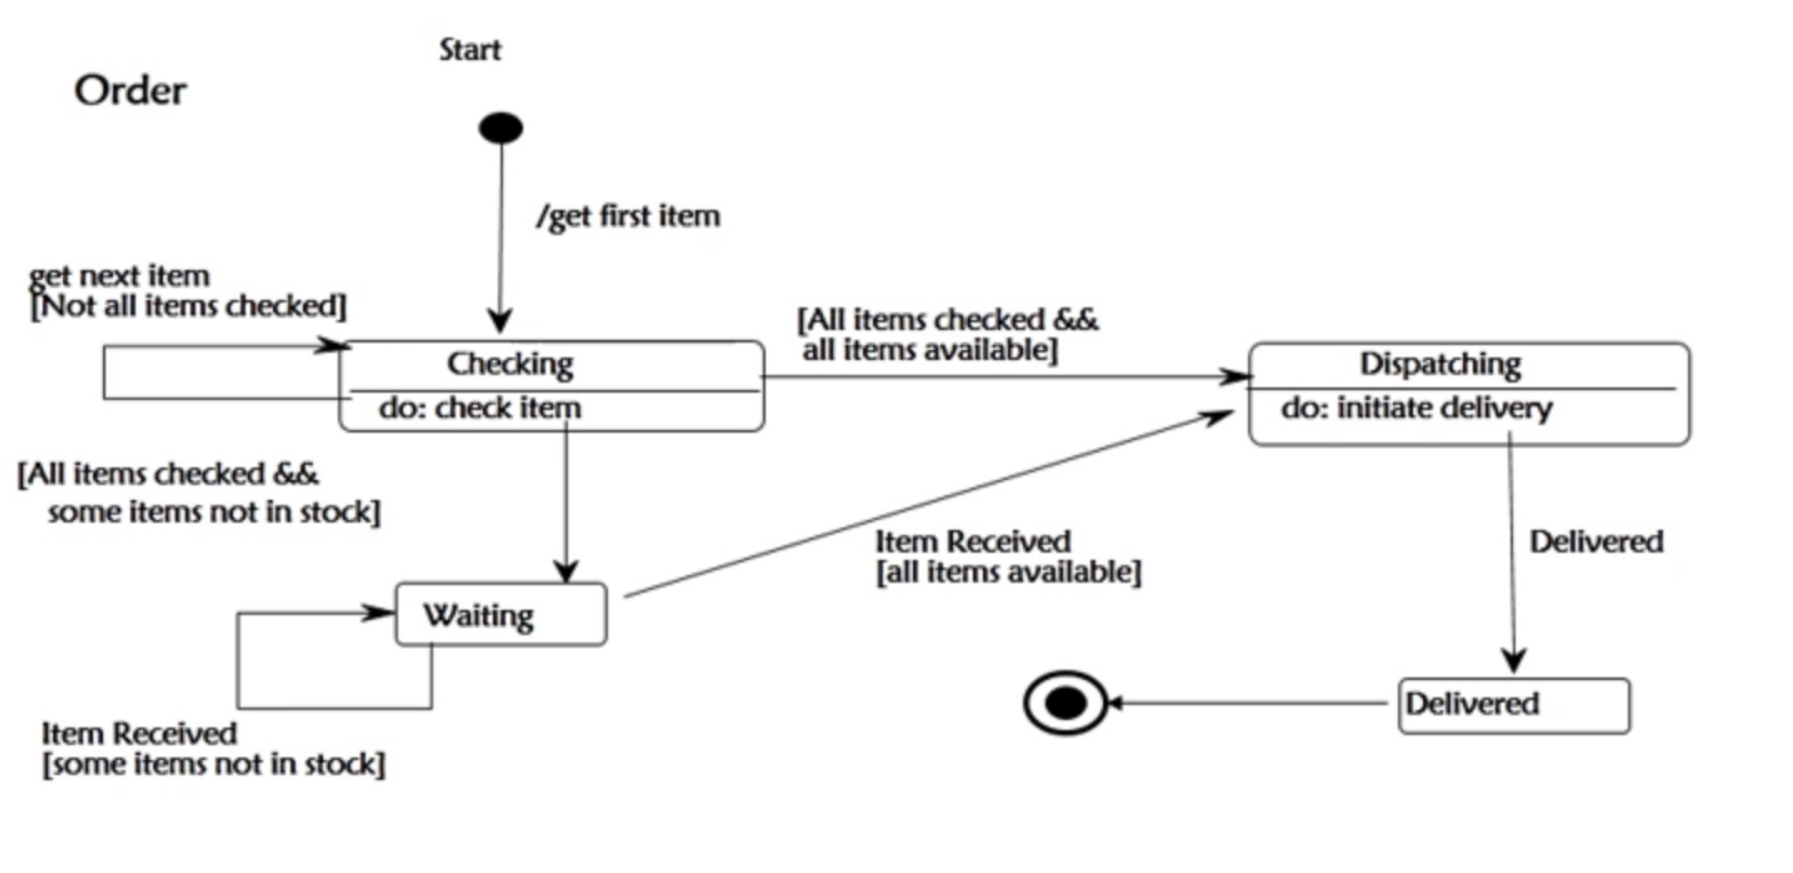 Start
Order
/get first item
get next item
[Not all items checked]
[All items checked &&
all items available]
Checking
do: check item
Dispatching
do: initiate delivery
[All items checked &&
some items not in stock]
Item Received
[all items available]
Delivered
Waiting
Delivered
Item Received
[some items not in stock]